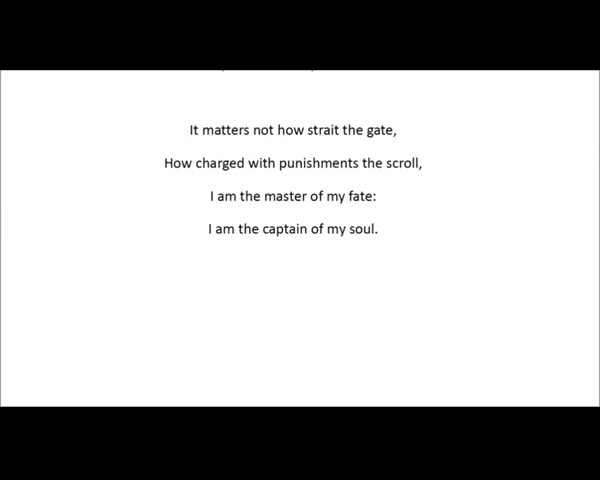 It matters not how strait the gate,
How charged with punishments the scroll,
I am the master of my fate:
I am the captain of my soul.